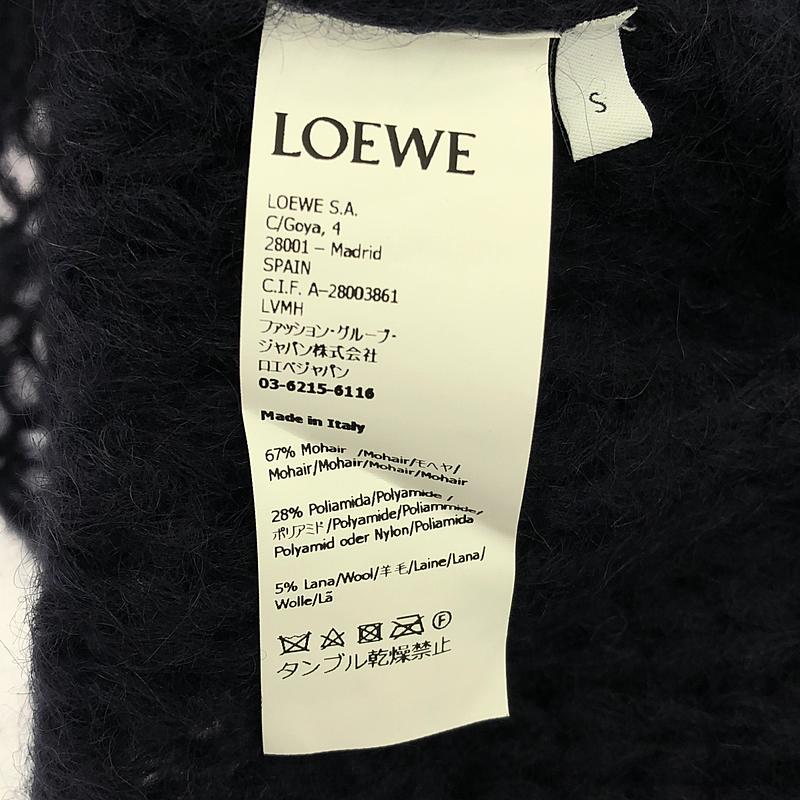 LOEWE
S
LOEWE S.A.
C/Goya, 4
28001 – Madrid
SPAIN
C.I.F. A-28003861
LVMH
ファッション・グループ・
ジャパン株式会社
ロエベジャパン
03-6215-6116
Made in Italy
67% Mohair /Mohair/モヘヤ/
Mohair/Mohair/Mohair/Mohair
28% Poliamida/Polyamide /
ポリアミド/Polyamide/Poliammide/
Polyamid oder Nylon/Poliamida
5% Lana/Wool/羊毛/Laine/Lana/
Wolle/Lã
F
タンブル乾燥禁止